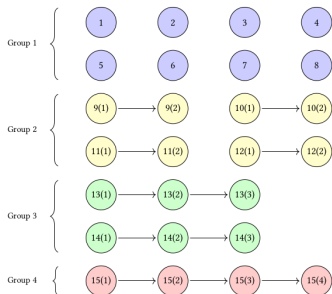 1 2 3 4
Group 1
5 6 7 8
9(1) 9(2) 10(1) 10(2)
Group 2
11(1) 11(2) 12(1) 12(2)
13(1) 13(2) 13(3)
Group 3
14(1) 14(2) 14(3)
Group 4 15(1) 15(2) 15(3) 15(4)